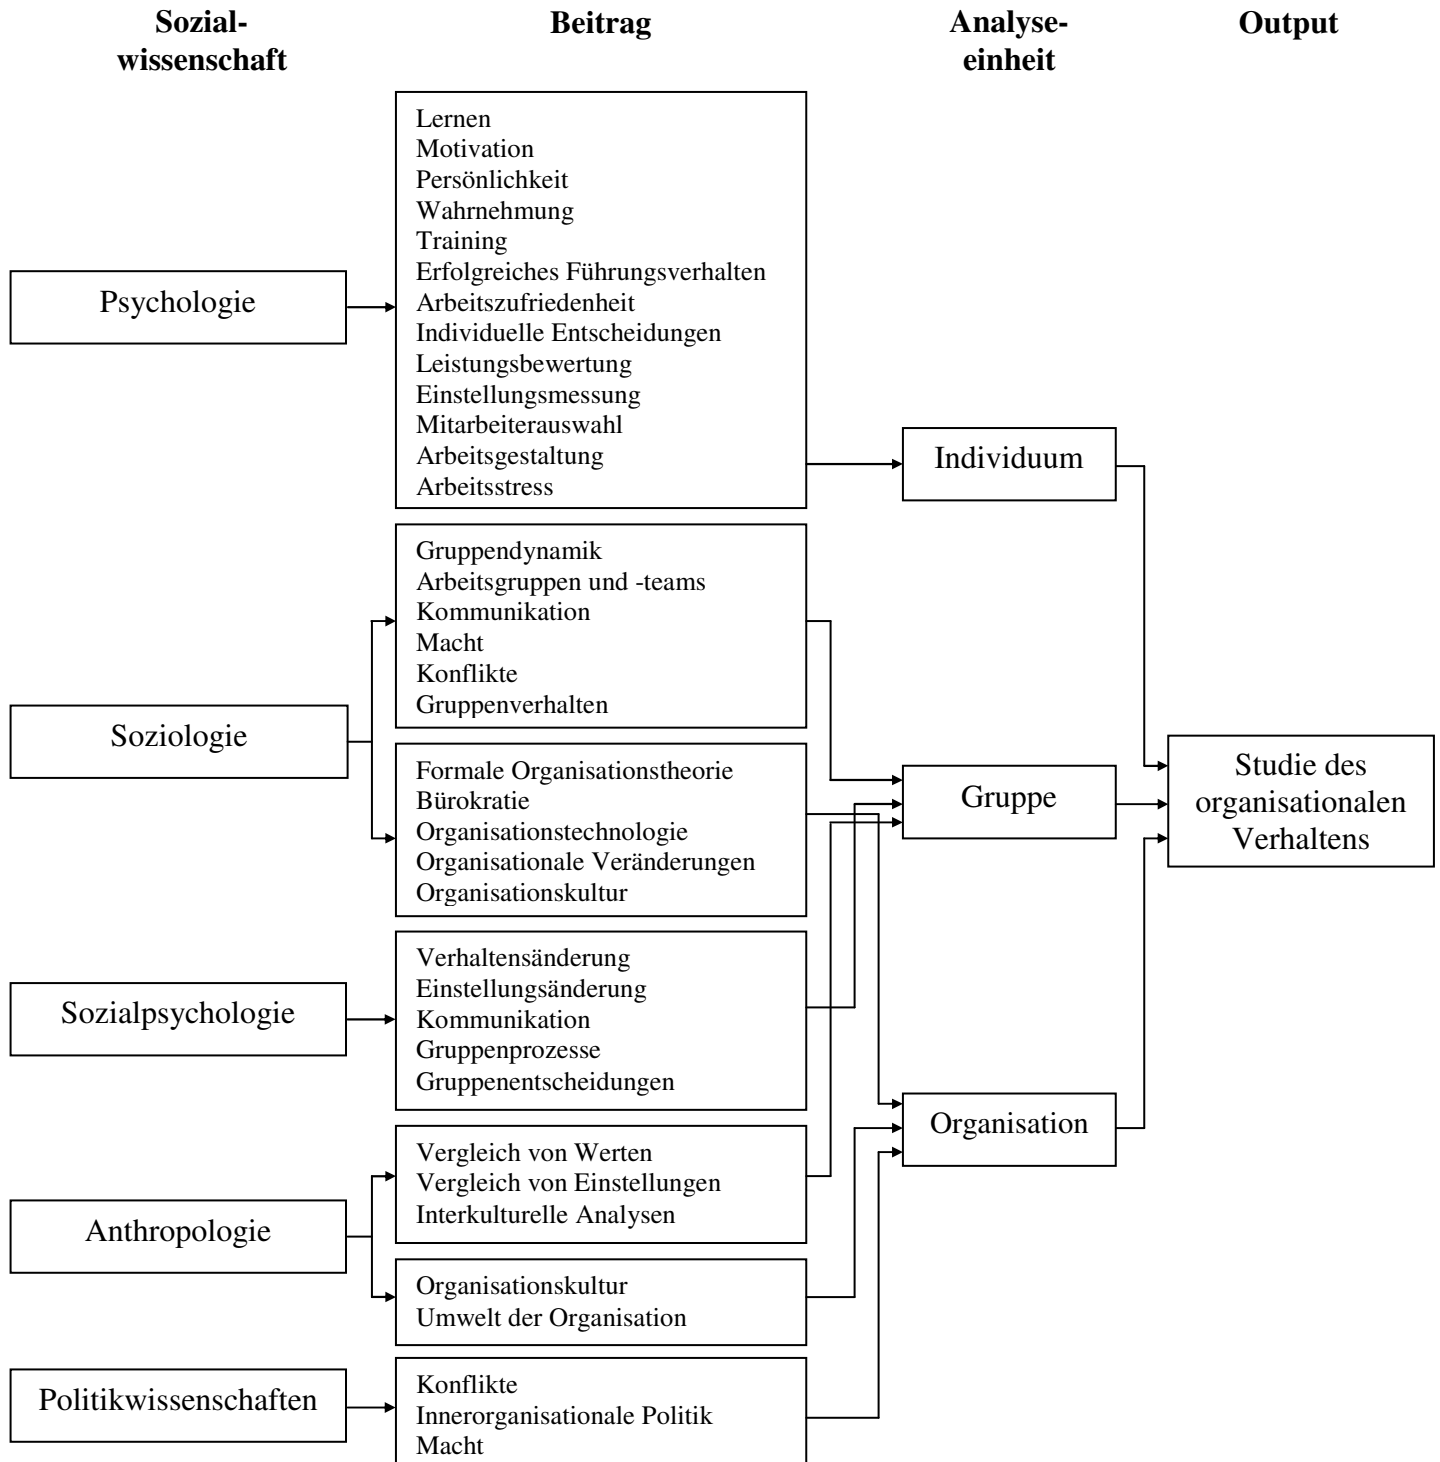 Sozial-
wissenschaft
Beitrag
Analyse-
einheit
Output
Psychologie
Lernen
Motivation
Persönlichkeit
Wahrnehmung
Training
Erfolgreiches Führungsverhalten
Arbeitszufriedenheit
Individuelle Entscheidungen
Leistungsbewertung
Einstellungsmessung
Mitarbeiterauswahl
Arbeitsgestaltung
Arbeitsstress
Individuum
Soziologie
Gruppendynamik
Arbeitsgruppen und -teams
Kommunikation
Macht
Konflikte
Gruppenverhalten
Formale Organisationstheorie
Bürokratie
Organisationstechnologie
Organisationale Veränderungen
Organisationskultur
Gruppe
Studie des
organisationalen
Verhaltens
Sozialpsychologie
Verhaltensänderung
Einstellungsänderung
Kommunikation
Gruppenprozesse
Gruppenentscheidungen
Organisation
Anthropologie
Vergleich von Werten
Vergleich von Einstellungen
Interkulturelle Analysen
Organisationskultur
Umwelt der Organisation
Politikwissenschaften
Konflikte
Innerorganisationale Politik
Macht